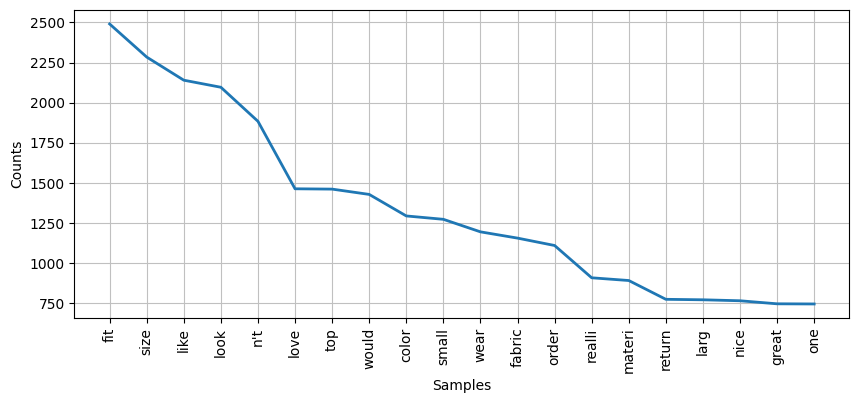 2500
2250
2000
1750
1500
1250
1000
750
Counts
fit
size
like
look
n't
love
top
would
color
small
wear
fabric
order
realli
materi
return
larg
nice
great
one
Samples